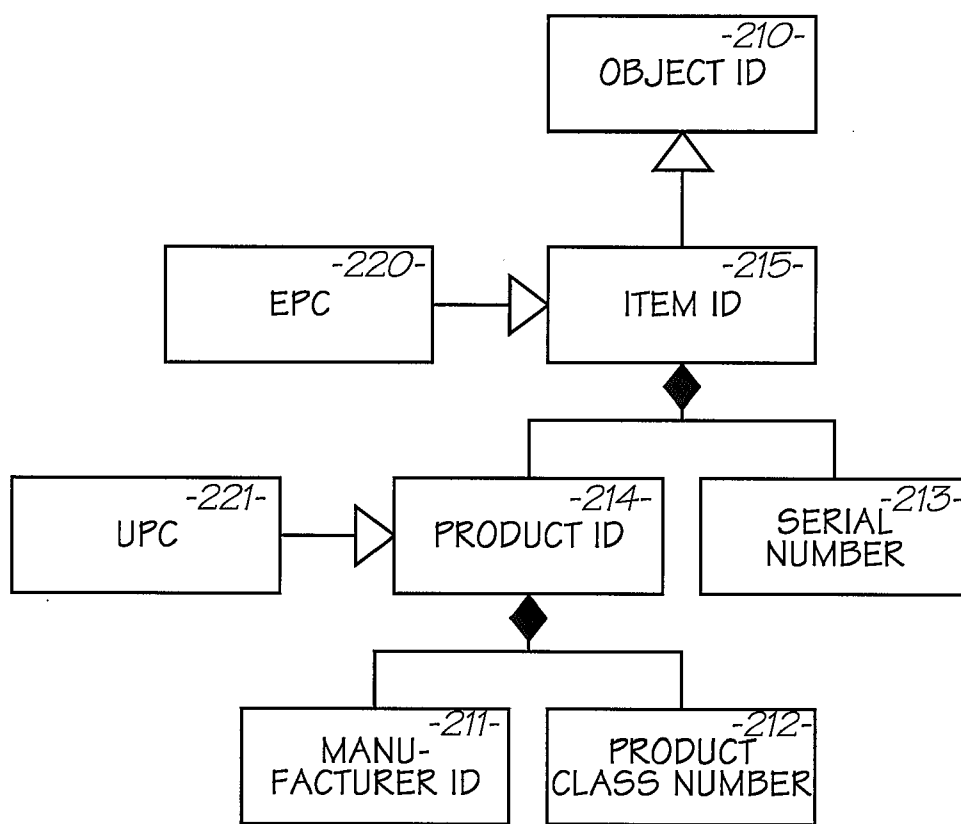 -210-
OBJECT ID
-220-
EPC
-215-
ITEM ID
-221-
UPC
-214-
PRODUCT ID
-213-
SERIAL
NUMBER
-211-
MANU-
FACTURER ID
-212-
PRODUCT
CLASS NUMBER